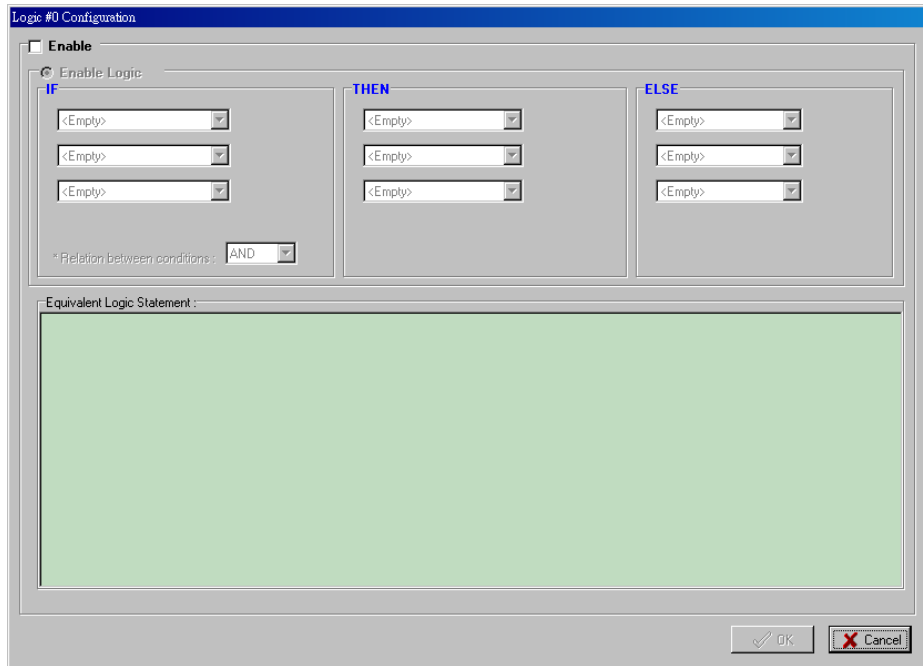 Logic #0 Configuration
Enable
Enable Logic
IF
THEN
ELSE
<Empty>
<Empty>
<Empty>
<Empty>
<Empty>
<Empty>
<Empty>
<Empty>
<Empty>
* Relation between conditions : AND
Equivalent Logic Statement :
OK
Cancel